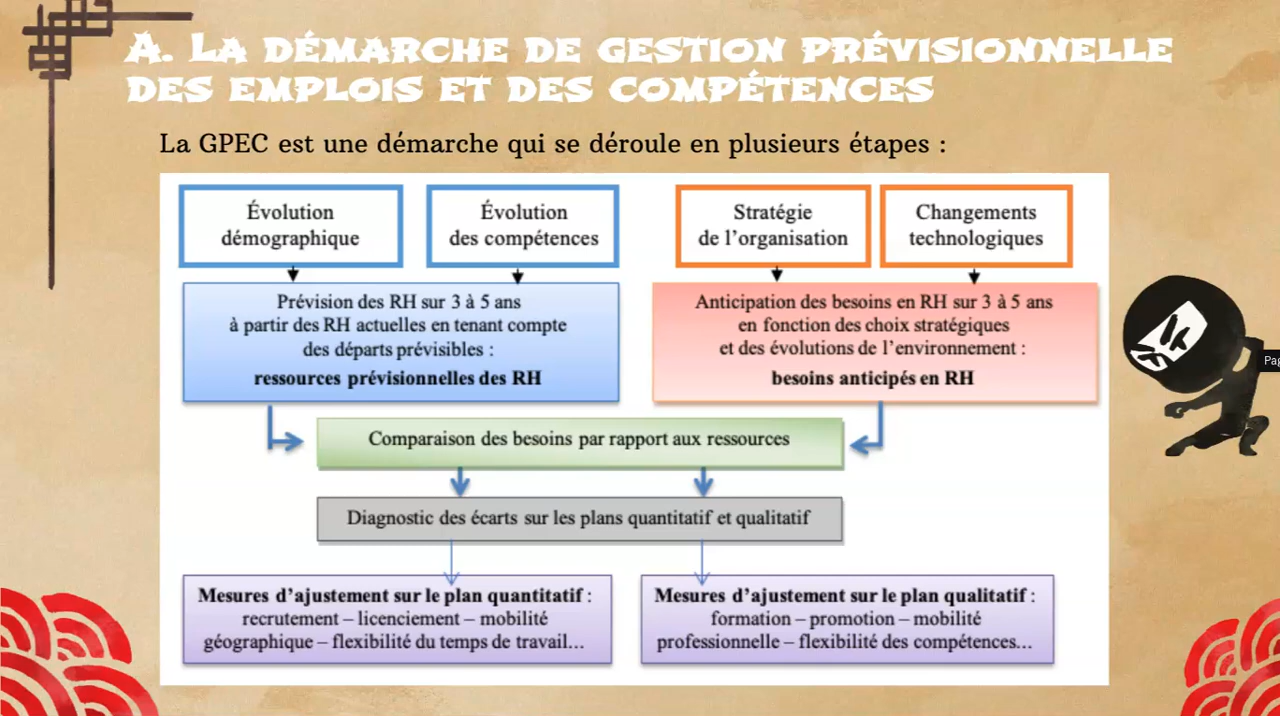 A. La démarche de gestion prévisionnelle
des emplois et des compétences
La GPEC est une démarche qui se déroule en plusieurs étapes :
Évolution
démographique
Évolution
des compétences
Stratégie
de l'organisation
Changements
technologiques
Prévision des RH sur 3 à 5 ans
à partir des RH actuelles en tenant compte
des départs prévisibles :
ressources prévisionnelles des RH
Anticipation des besoins en RH sur 3 à 5 ans
en fonction des choix stratégiques
et des évolutions de l'environnement :
besoins anticipés en RH
Comparaison des besoins par rapport aux ressources
Diagnostic des écarts sur les plans quantitatif et qualitatif
Mesures d'ajustement sur le plan quantitatif :
recrutement – licenciement – mobilité
géographique – flexibilité du temps de travail...
Mesures d'ajustement sur le plan qualitatif :
formation – promotion – mobilité
professionnelle – flexibilité des compétences...